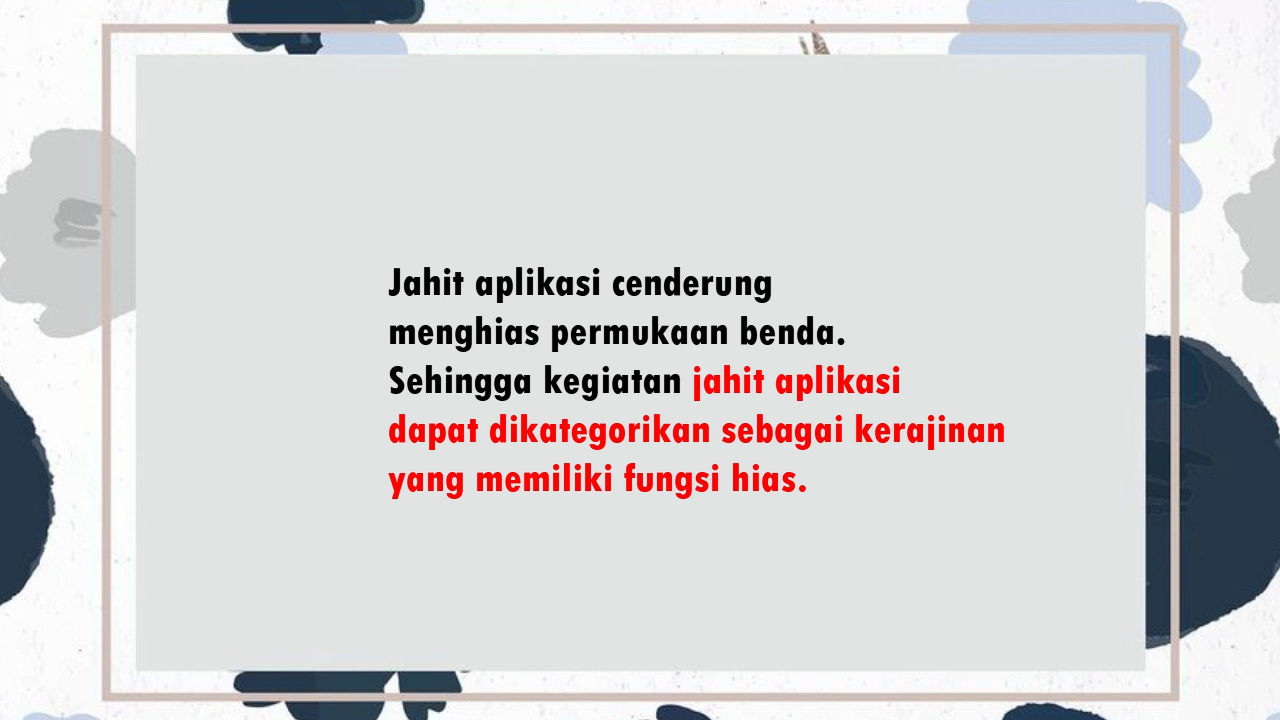 Jahit aplikasi cenderung
menghias permukaan benda.
Sehingga kegiatan jahit aplikasi
dapat dikategorikan sebagai kerajinan
yang memiliki fungsi hias.